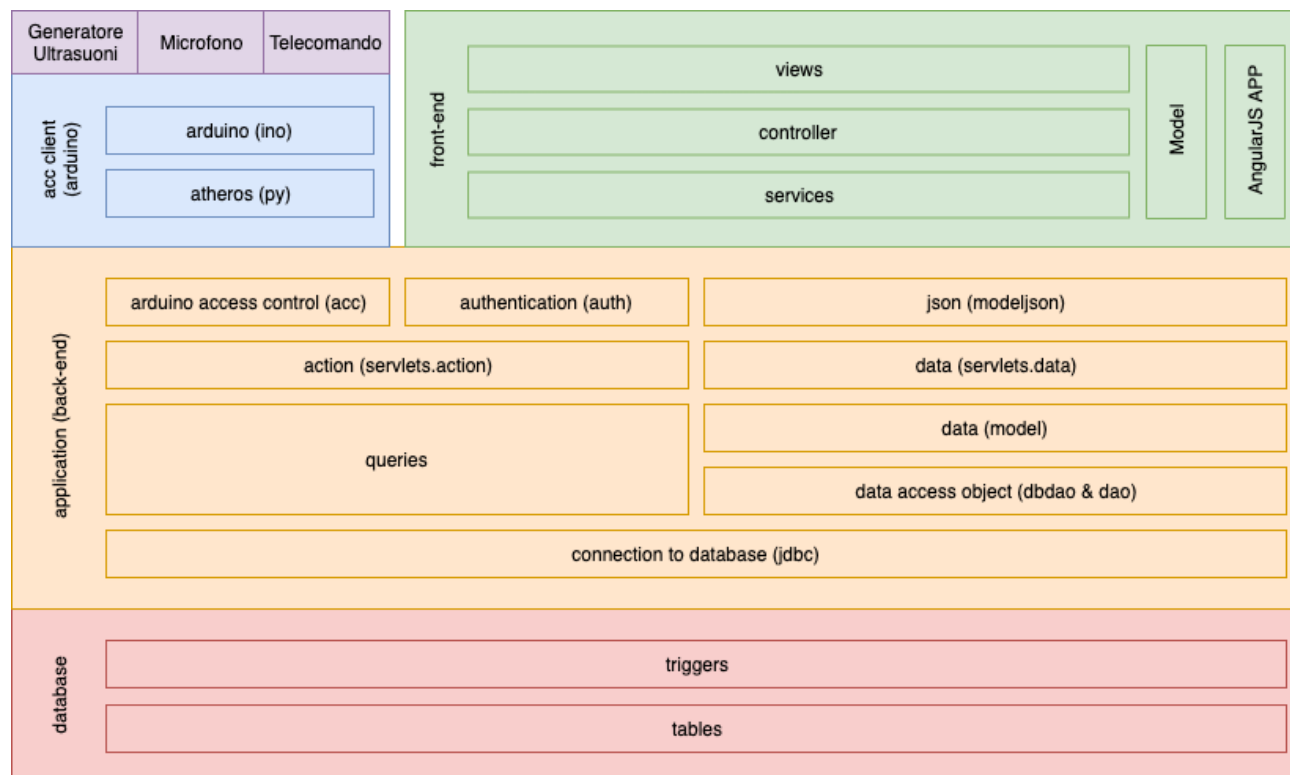 Generatore
Ultrasuoni
Microfono
Telecomando
acc client
(arduino)
arduino (ino)
atheros (py)
front-end
views
controller
services
Model
AngularJS APP
application (back-end)
arduino access control (acc)
authentication (auth)
json (modeljson)
action (servlets.action)
data (servlets.data)
queries
data (model)
data access object (dbdao & dao)
connection to database (jdbc)
database
triggers
tables